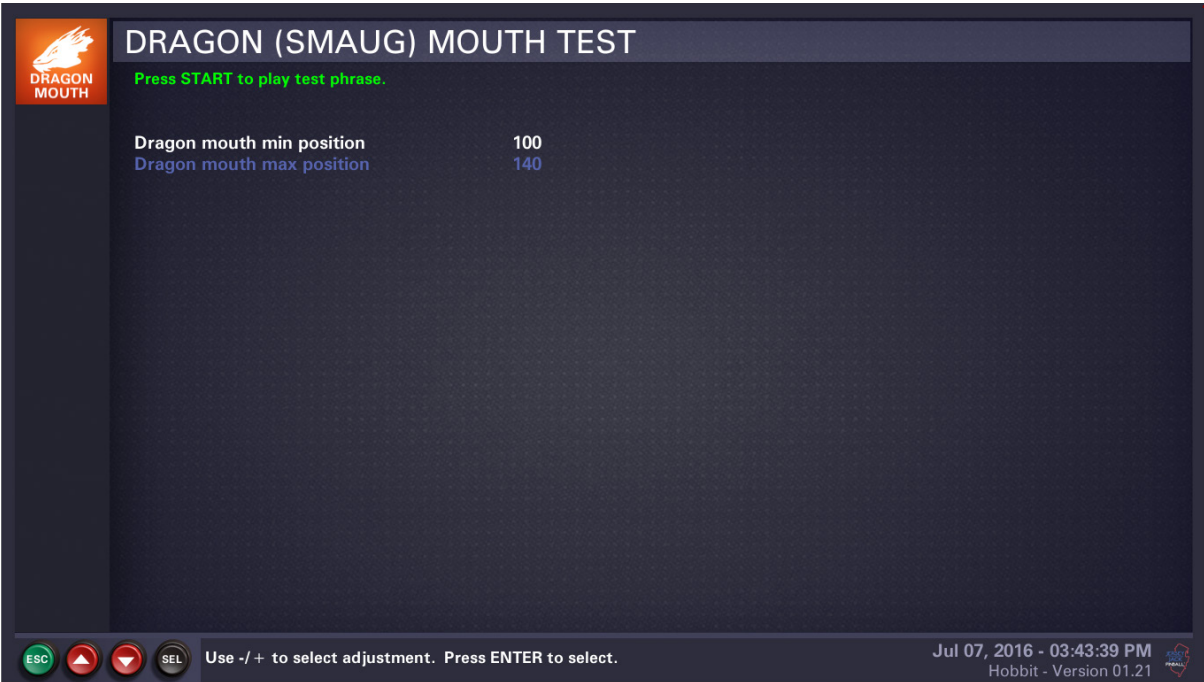 DRAGON (SMAUG) MOUTH TEST
DRAGON
MOUTH
Press START to play test phrase.
Dragon mouth min position 100
Dragon mouth max position 140
ESC SEL Use -/+ to select adjustment. Press ENTER to select.
Jul 07, 2016 - 03:43:39 PM
Hobbit - Version 01.21